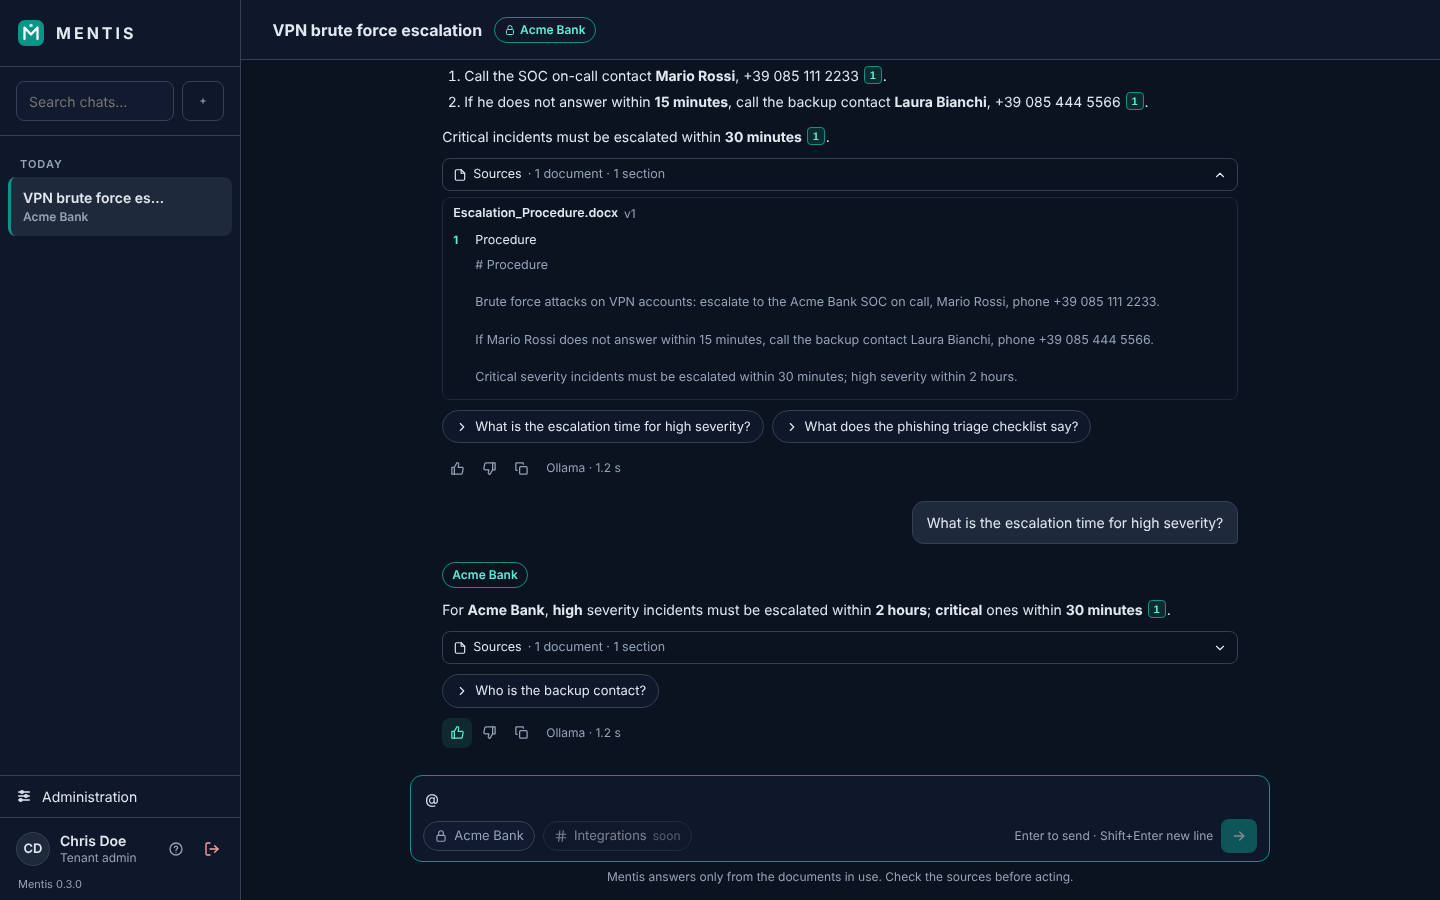 MENTIS
VPN brute force escalation
Acme Bank
Search chats...
+
TODAY
VPN brute force es...
Acme Bank
1. Call the SOC on-call contact Mario Rossi, +39 085 111 2233 1.
2. If he does not answer within 15 minutes, call the backup contact Laura Bianchi, +39 085 444 5566 1.
Critical incidents must be escalated within 30 minutes 1.
Sources · 1 document · 1 section
Escalation_Procedure.docx v1
1 Procedure
# Procedure
Brute force attacks on VPN accounts: escalate to the Acme Bank SOC on call, Mario Rossi, phone +39 085 111 2233.
If Mario Rossi does not answer within 15 minutes, call the backup contact Laura Bianchi, phone +39 085 444 5566.
Critical severity incidents must be escalated within 30 minutes; high severity within 2 hours.
What is the escalation time for high severity?
What does the phishing triage checklist say?
Ollama · 1.2 s
What is the escalation time for high severity?
Acme Bank
For Acme Bank, high severity incidents must be escalated within 2 hours; critical ones within 30 minutes 1.
Sources · 1 document · 1 section
Who is the backup contact?
Ollama · 1.2 s
@
Acme Bank
# Integrations soon
Enter to send · Shift+Enter new line
Mentis answers only from the documents in use. Check the sources before acting.
Administration
CD
Chris Doe
Tenant admin
Mentis 0.3.0